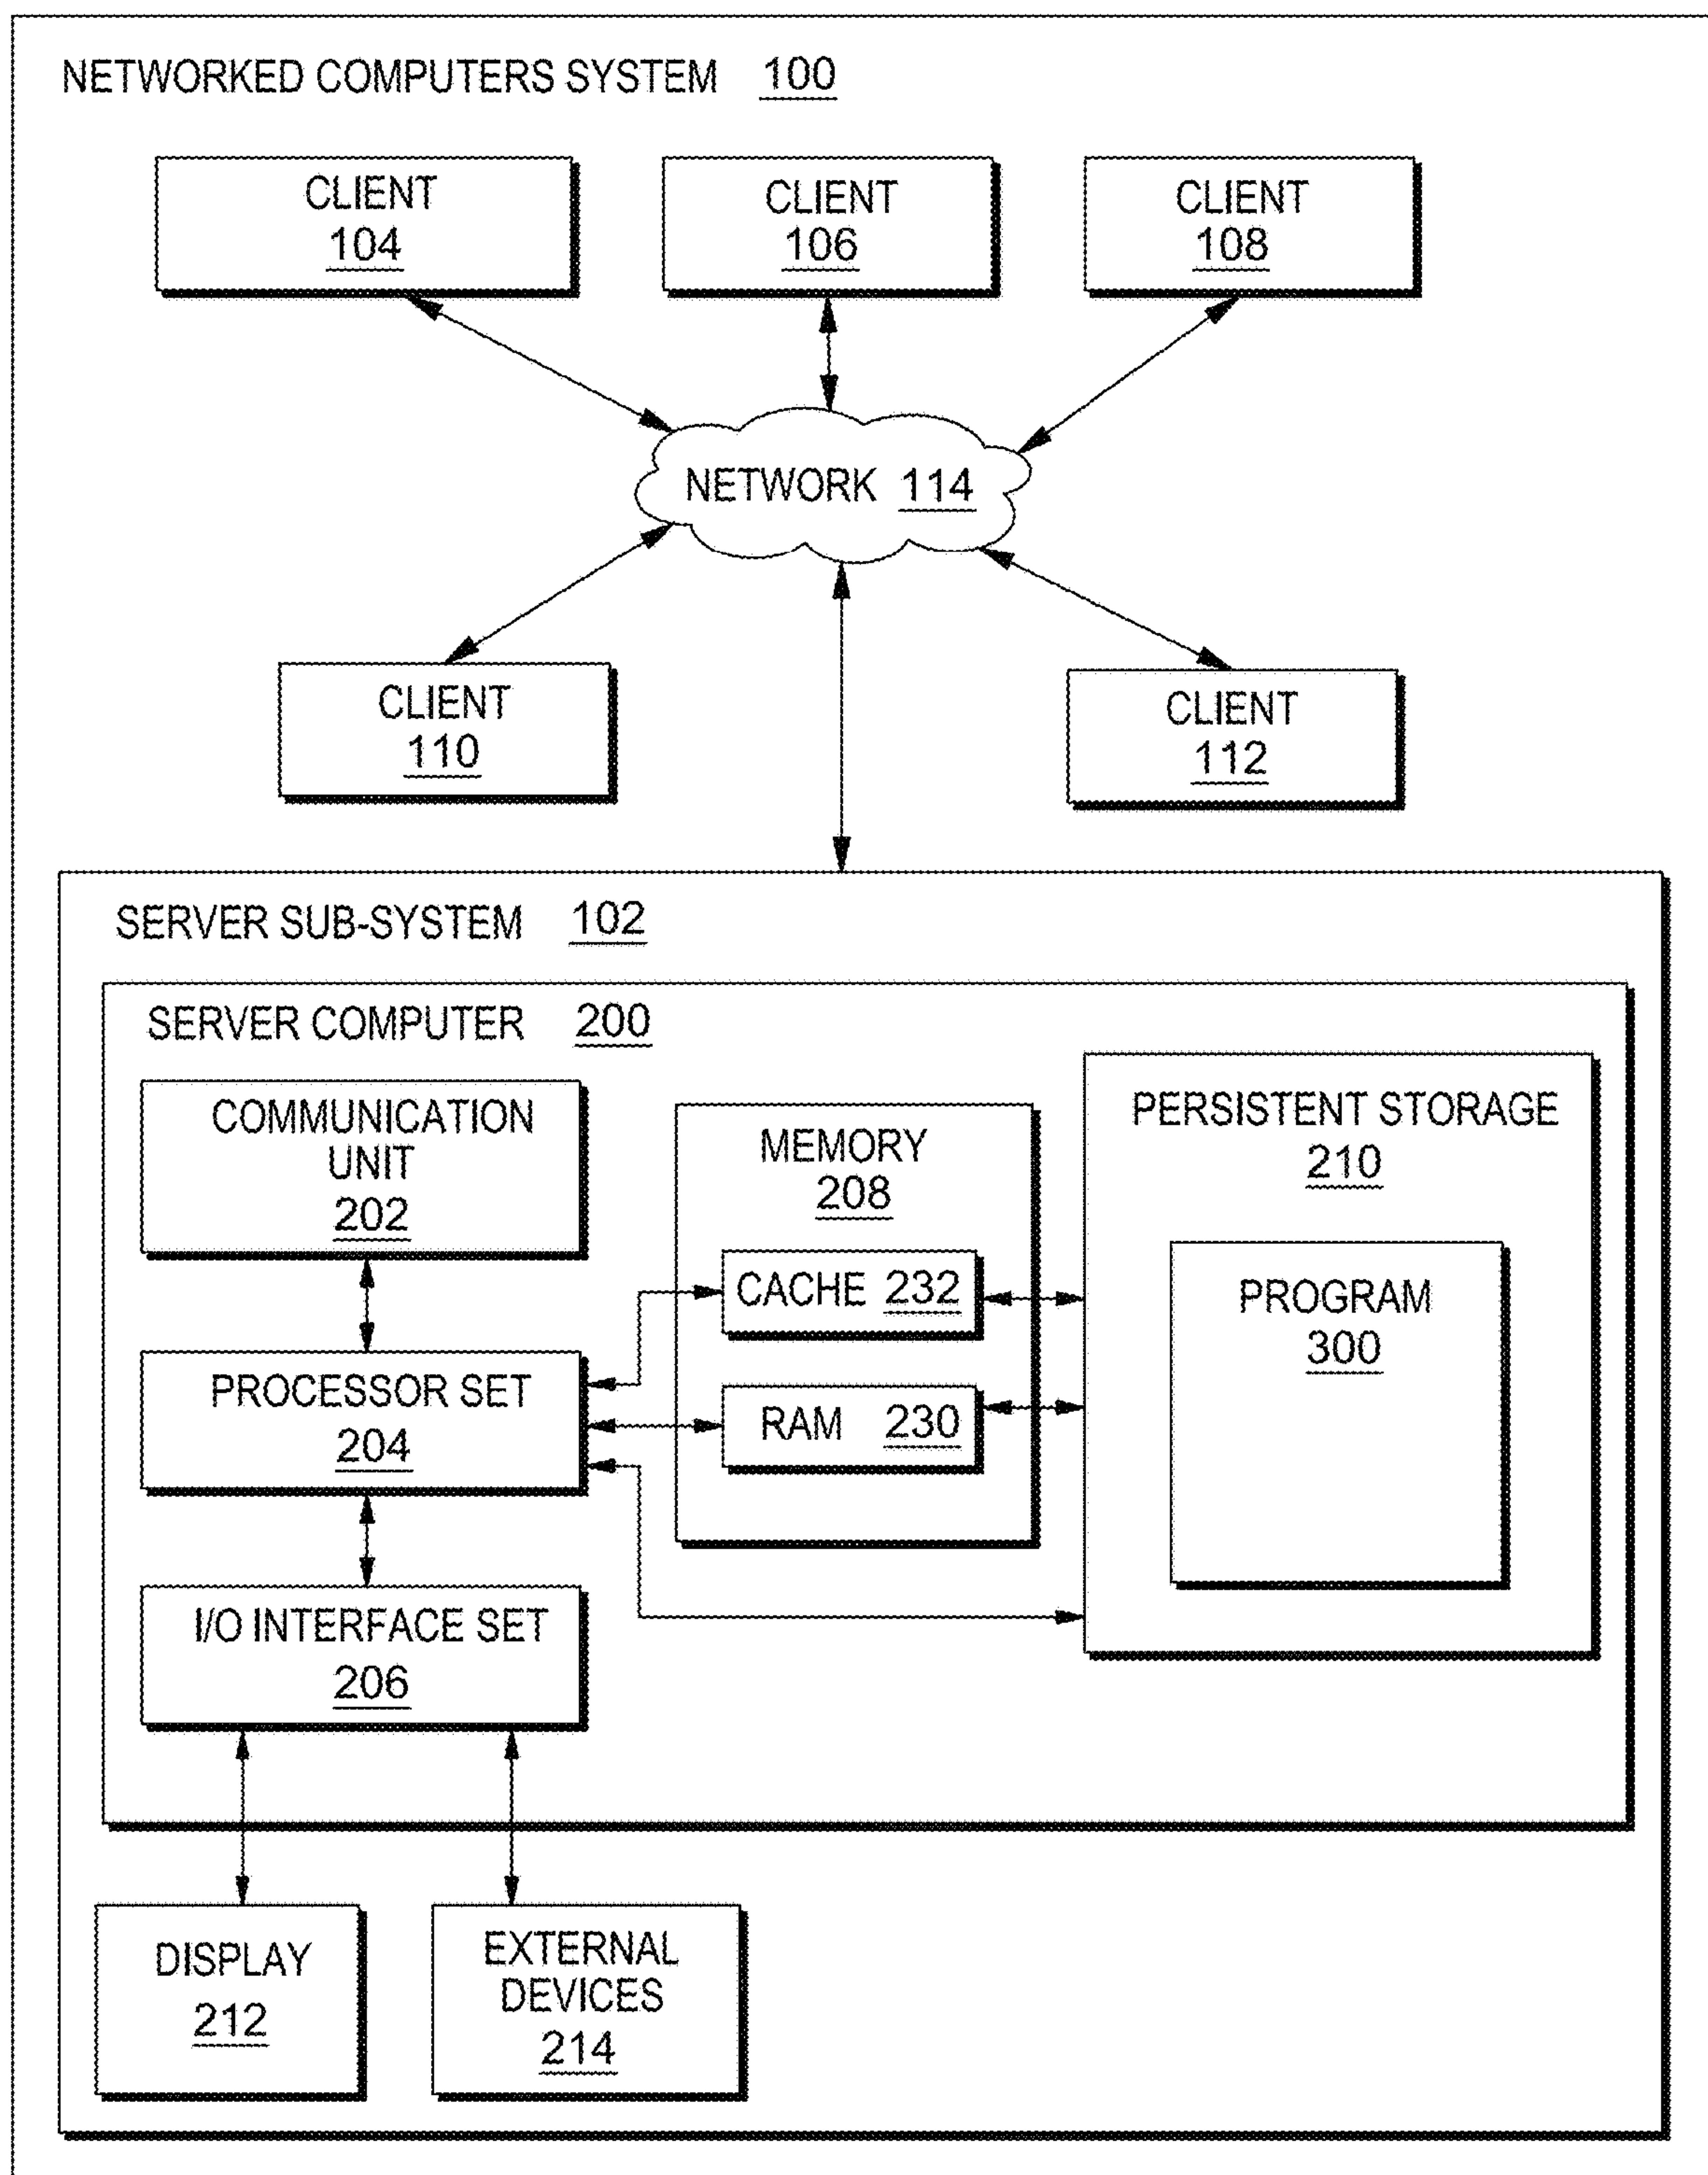 NETWORKED COMPUTERS SYSTEM 100
CLIENT
104
CLIENT
106
CLIENT
108
NETWORK 114
CLIENT
110
CLIENT
112
SERVER SUB-SYSTEM 102
SERVER COMPUTER 200
COMMUNICATION
UNIT
202
MEMORY
208
PERSISTENT STORAGE
210
CACHE 232
PROGRAM
300
PROCESSOR SET
204
RAM 230
I/O INTERFACE SET
206
DISPLAY
212
EXTERNAL
DEVICES
214